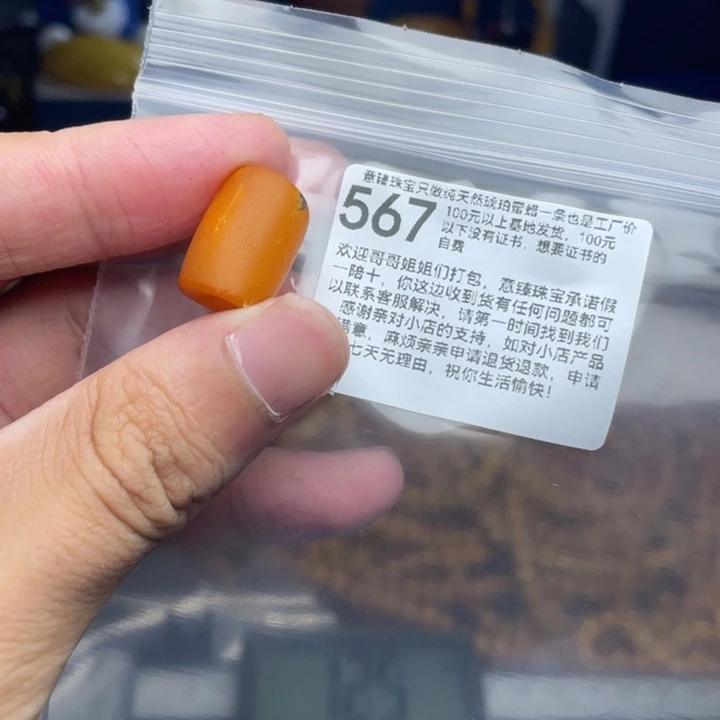 意臻珠宝只做纯天然琥珀蜜蜡一条也是工厂价
567
100元以上基地发货，100元
以下没有证书，想要证书的
自费
欢迎哥哥姐姐们打包，意臻珠宝承诺假
一陪十，你这边收到货有任何问题都可
以联系客服解决，请第一时间找到我们
感谢亲对小店的支持，如对小店产品
满意，麻烦亲亲申请退货退款，申请
七天无理由，祝你生活愉快！